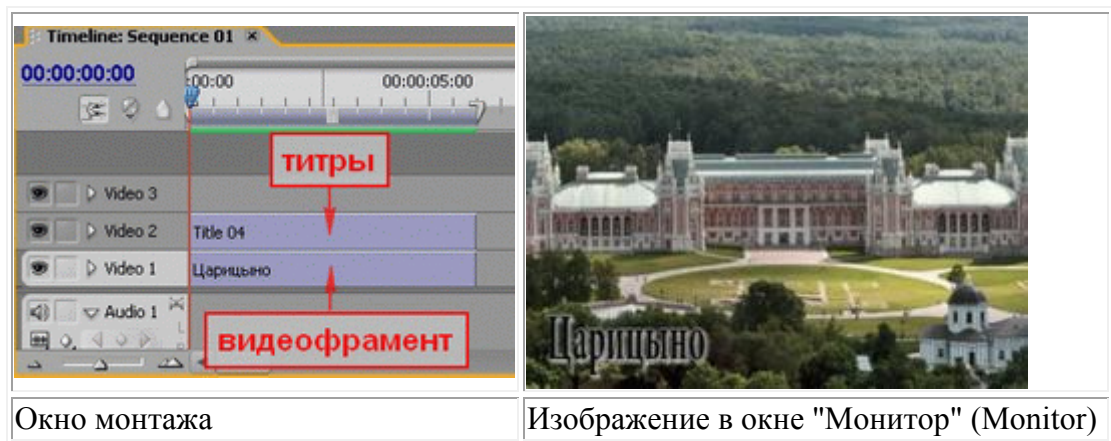 Timeline: Sequence 01
00:00:00:00
:00:00 00:00:05:00
титры
Video 3
Video 2 Title 04
Video 1 Царицыно
Audio 1
видеофрамент
Царицыно
Окно монтажа
Изображение в окне "Монитор" (Monitor)